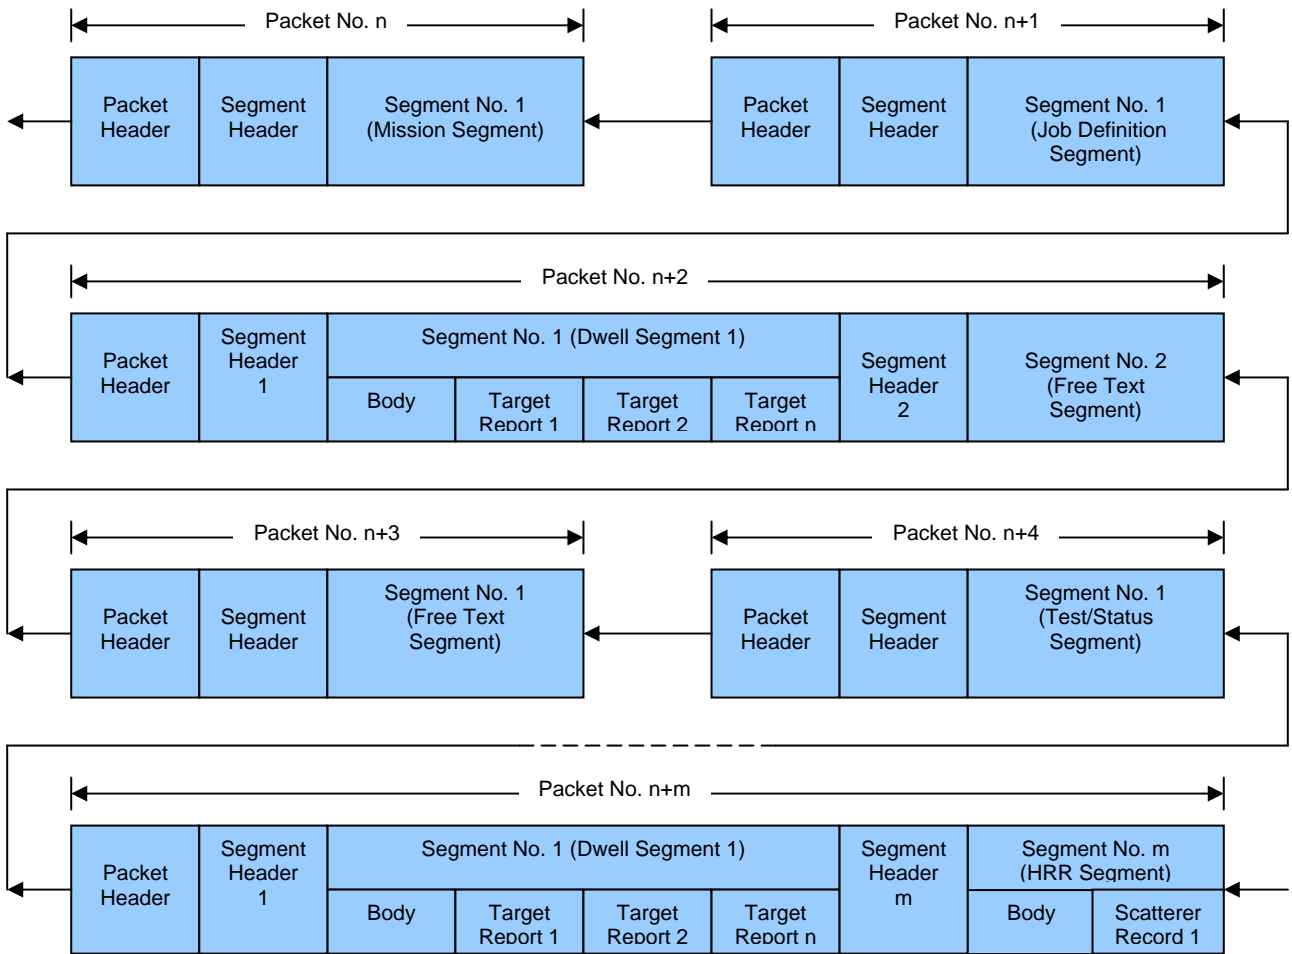 Packet No. n
Packet No. n+1
Packet
Header
Segment
Header
Segment No. 1
(Mission Segment)
Packet
Header
Segment
Header
Segment No. 1
(Job Definition
Segment)
Packet No. n+2
Packet
Header
Segment
Header
1
Segment No. 1 (Dwell Segment 1)
Body
Target
Report 1
Target
Report 2
Target
Report n
Segment
Header
2
Segment No. 2
(Free Text
Segment)
Packet No. n+3
Packet No. n+4
Packet
Header
Segment
Header
Segment No. 1
(Free Text
Segment)
Packet
Header
Segment
Header
Segment No. 1
(Test/Status
Segment)
Packet No. n+m
Packet
Header
Segment
Header
1
Segment No. 1 (Dwell Segment 1)
Body
Target
Report 1
Target
Report 2
Target
Report n
Segment
Header
m
Segment No. m
(HRR Segment)
Body
Scatterer
Record 1